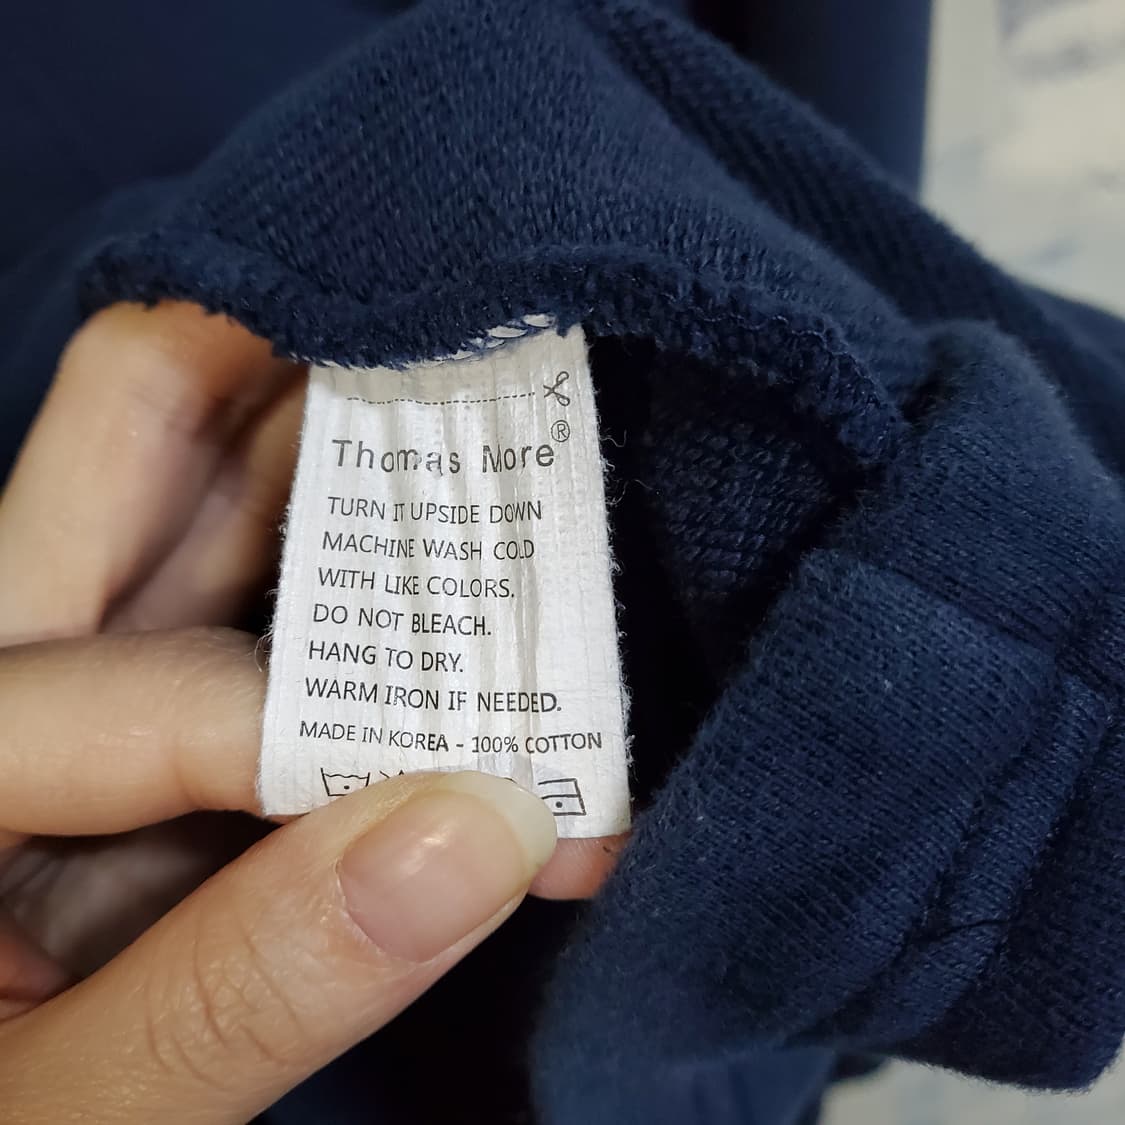 Thomas More®
TURN IT UPSIDE DOWN
MACHINE WASH COLD
WITH LIKE COLORS.
DO NOT BLEACH.
HANG TO DRY.
WARM IRON IF NEEDED.
MADE IN KOREA - 100% COTTON